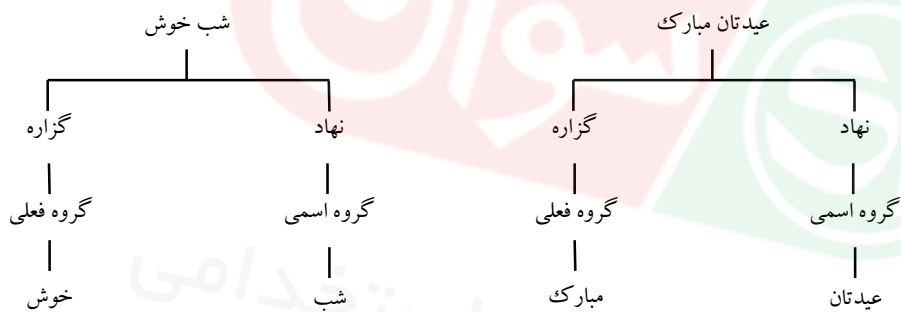 عیدتان مبارک
شب خوش
نهاد
گزاره
نهاد
گزاره
گروه اسمی
گروه فعلی
گروه اسمی
گروه فعلی
عیدتان
مبارک
شب
خوش